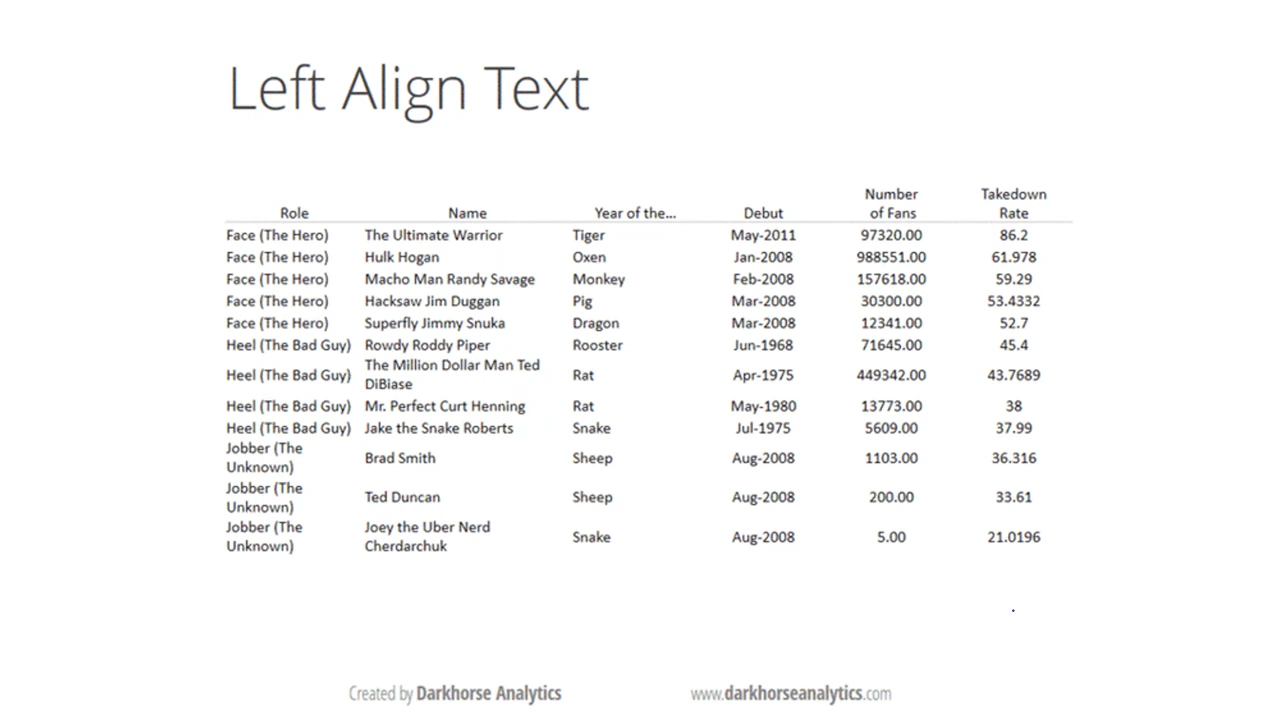 Left Align Text
Number Takedown
Role Name Year of the... Debut of Fans Rate
Face (The Hero) The Ultimate Warrior Tiger May-2011 97320.00 86.2
Face (The Hero) Hulk Hogan Oxen Jan-2008 988551.00 61.978
Face (The Hero) Macho Man Randy Savage Monkey Feb-2008 157618.00 59.29
Face (The Hero) Hacksaw Jim Duggan Pig Mar-2008 30300.00 53.4332
Face (The Hero) Superfly Jimmy Snuka Dragon Mar-2008 12341.00 52.7
Heel (The Bad Guy) Rowdy Roddy Piper Rooster Jun-1968 71645.00 45.4
The Million Dollar Man Ted
Heel (The Bad Guy) Rat Apr-1975 449342.00 43.7689
DiBiase
Heel (The Bad Guy) Mr. Perfect Curt Henning Rat May-1980 13773.00 38
Heel (The Bad Guy) Jake the Snake Roberts Snake Jul-1975 5609.00 37.99
Jobber (The
Brad Smith Sheep Aug-2008 1103.00 36.316
Unknown)
Jobber (The
Ted Duncan Sheep Aug-2008 200.00 33.61
Unknown)
Jobber (The Joey the Uber Nerd
Snake Aug-2008 5.00 21.0196
Unknown) Cherdarchuk
Created by Darkhorse Analytics www.darkhorseanalytics.com